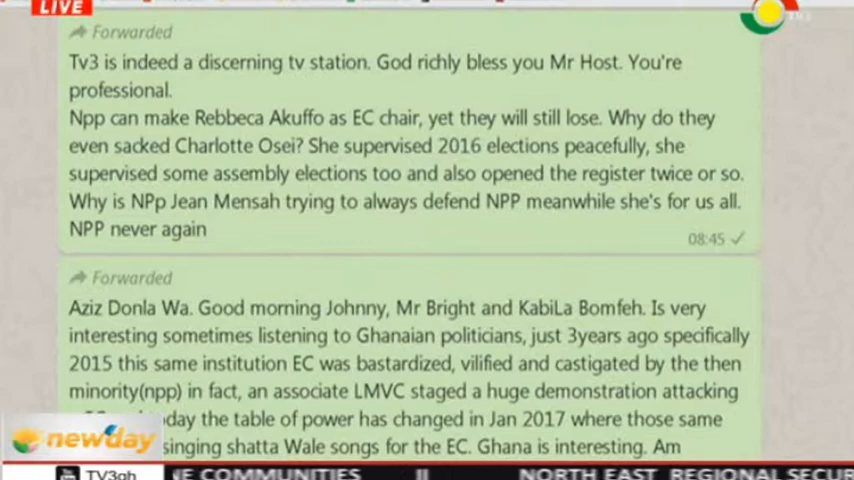 LIVE
Forwarded
Tv3 is indeed a discerning tv station. God richly bless you Mr Host. You're
professional.
Npp can make Rebbeca Akuffo as EC chair, yet they will still lose. Why do they
even sacked Charlotte Osei? She supervised 2016 elections peacefully, she
supervised some assembly elections too and also opened the register twice or so.
Why is NPp Jean Mensah trying to always defend NPP meanwhile she's for us all.
NPP never again
08:45
Forwarded
Aziz Donla Wa. Good morning Johnny, Mr Bright and KabiLa Bomfeh. Is very
interesting sometimes listening to Ghanaian politicians, just 3years ago specifically
2015 this same institution EC was bastardized, vilified and castigated by the then
minority(npp) in fact, an associate LMVC staged a huge demonstration attacking
the table of power has changed in Jan 2017 where those same
singing shatta Wale songs for the EC. Ghana is interesting. Am
newday
TV3gh
NE COMMUNITIES || NORTH EAST REGIONAL SECUR